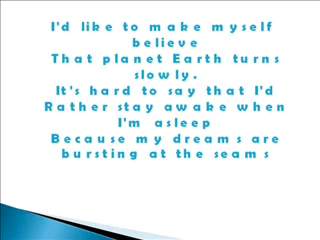 I'd like to make myself
believe
That planet Earth turns
slowly.
It's hard to say that I'd
Rather stay awake when
I'm asleep
Because my dreams are
bursting at the seams